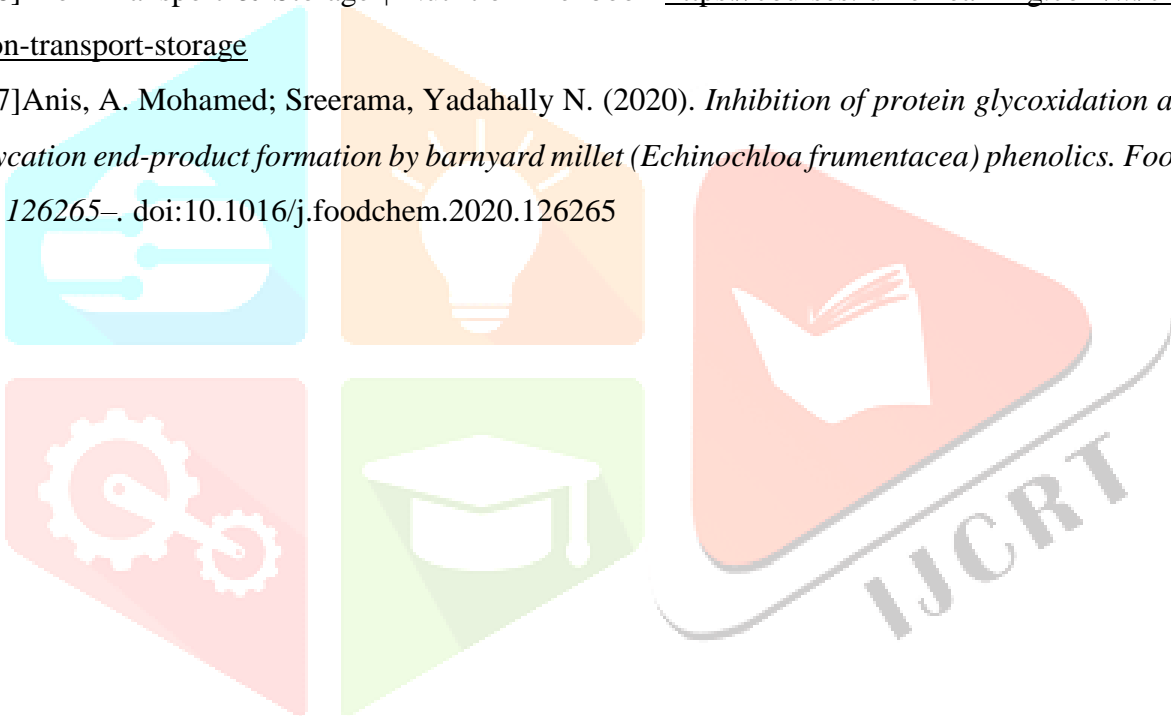 on-transport-storage
7]Anis, A. Mohamed; Sreerama, Yadahally N. (2020). Inhibition of protein glycoxidation a
ycation end-product formation by barnyard millet (Echinochloa frumentacea) phenolics. Foo
126265–. doi:10.1016/j.foodchem.2020.126265
IJCRT